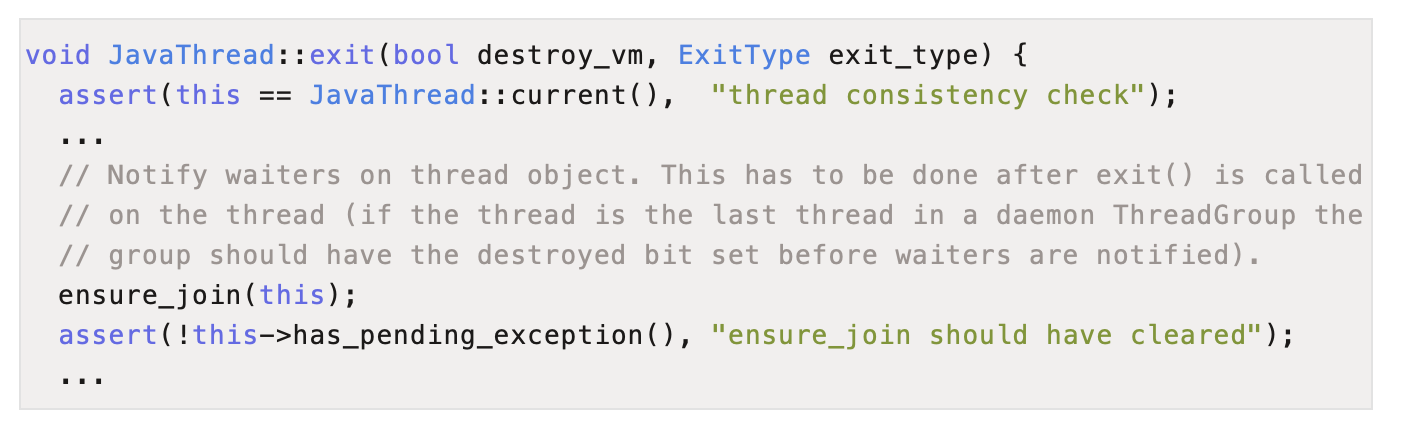 void JavaThread::exit(bool destroy_vm, ExitType exit_type) {
  assert(this == JavaThread::current(),  "thread consistency check");
  ...
  // Notify waiters on thread object. This has to be done after exit() is called
  // on the thread (if the thread is the last thread in a daemon ThreadGroup the
  // group should have the destroyed bit set before waiters are notified).
  ensure_join(this);
  assert(!this->has_pending_exception(), "ensure_join should have cleared");
  ...